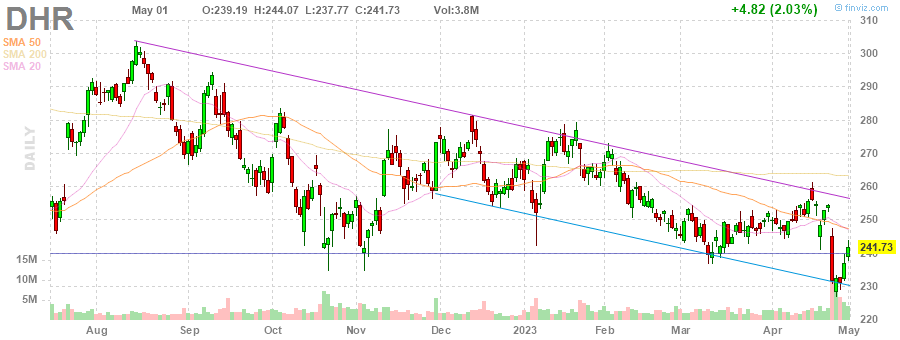 DHR May 01 O:239.19 H:244.07 L:237.77 C:241.73 Vol:3.8M +4.82 (2.03%) © finviz.com
SMA 50
SMA 200
SMA 20
DAILY
310
300
290
280
270
260
250
241.73
240
230
220
15M
10M
5M
Aug Sep Oct Nov Dec 2023 Feb Mar Apr May